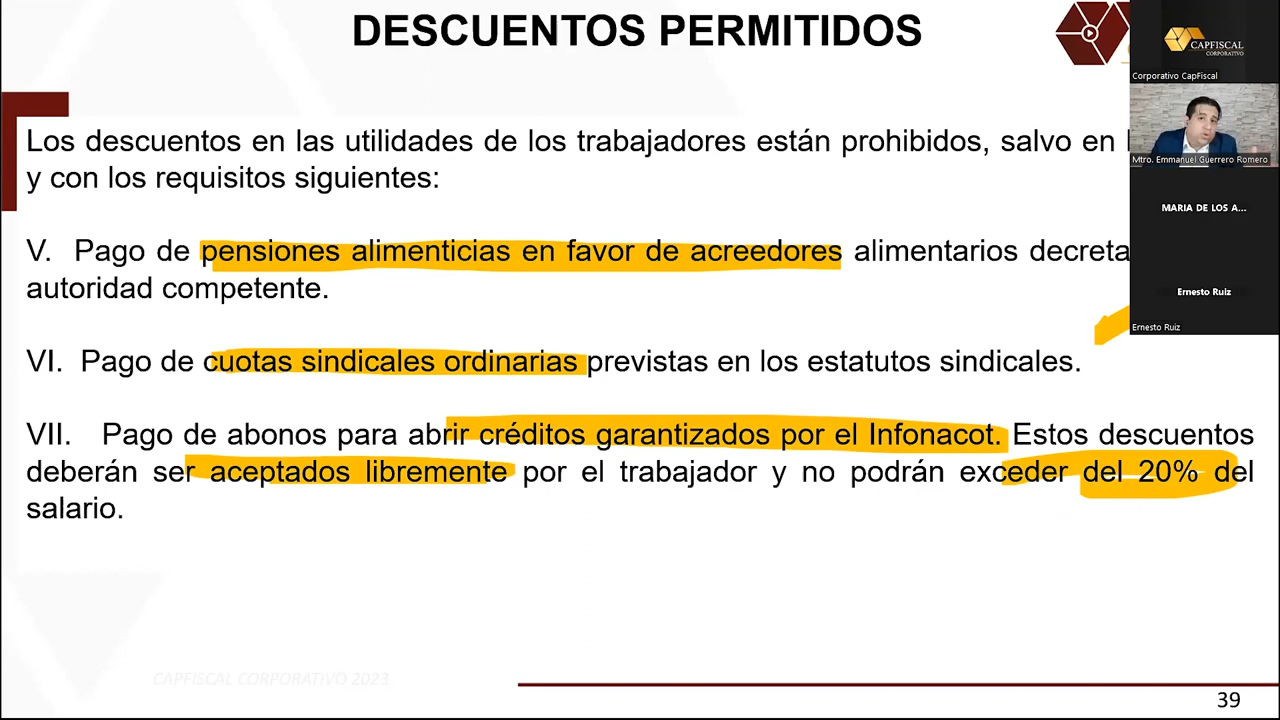 DESCUENTOS PERMITIDOS
CAPFISCAL
CORPORATIVO
Corporativo CapFiscal
Los descuentos en las utilidades de los trabajadores están prohibidos, salvo en
y con los requisitos siguientes:
Mtro. Emmanuel Guerrero Romero
MARIA DE LOS A...
V. Pago de pensiones alimenticias en favor de acreedores alimentarios decreta
autoridad competente.
Ernesto Ruiz
Ernesto Ruiz
VI. Pago de cuotas sindicales ordinarias previstas en los estatutos sindicales.
VII. Pago de abonos para abrir créditos garantizados por el Infonacot. Estos descuentos
deberán ser aceptados libremente por el trabajador y no podrán exceder del 20% del
salario.
CAPFISCAL CORPORATIVO 2023
39